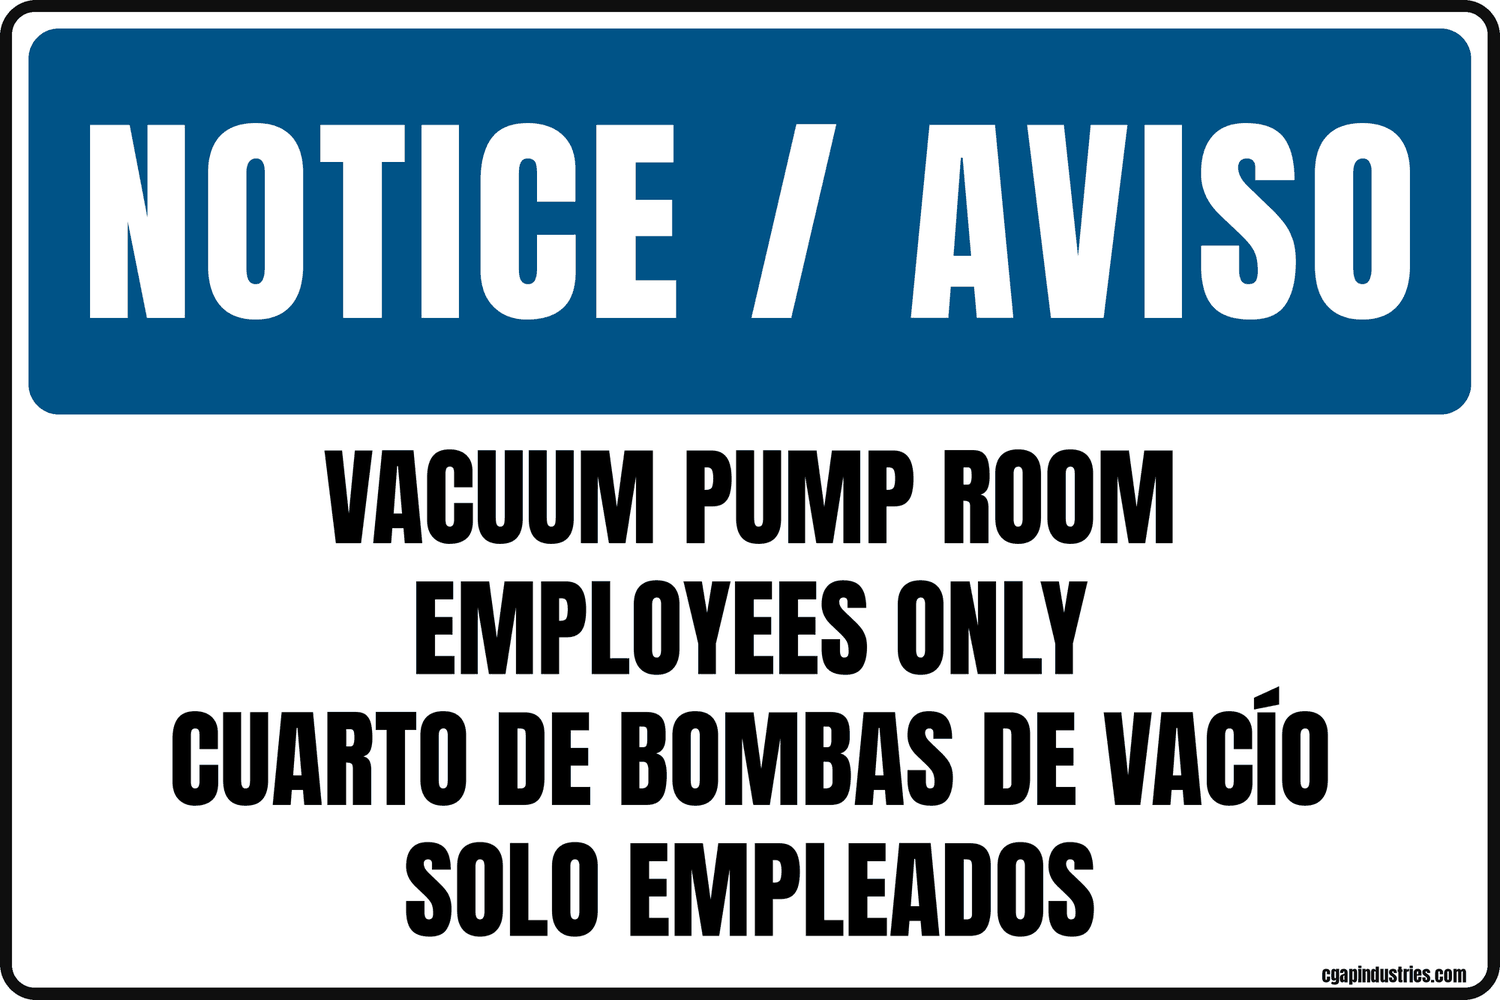 NOTICE / AVISO
VACUUM PUMP ROOM
EMPLOYEES ONLY
CUARTO DE BOMBAS DE VACÍO
SOLO EMPLEADOS
cgapindustries.com